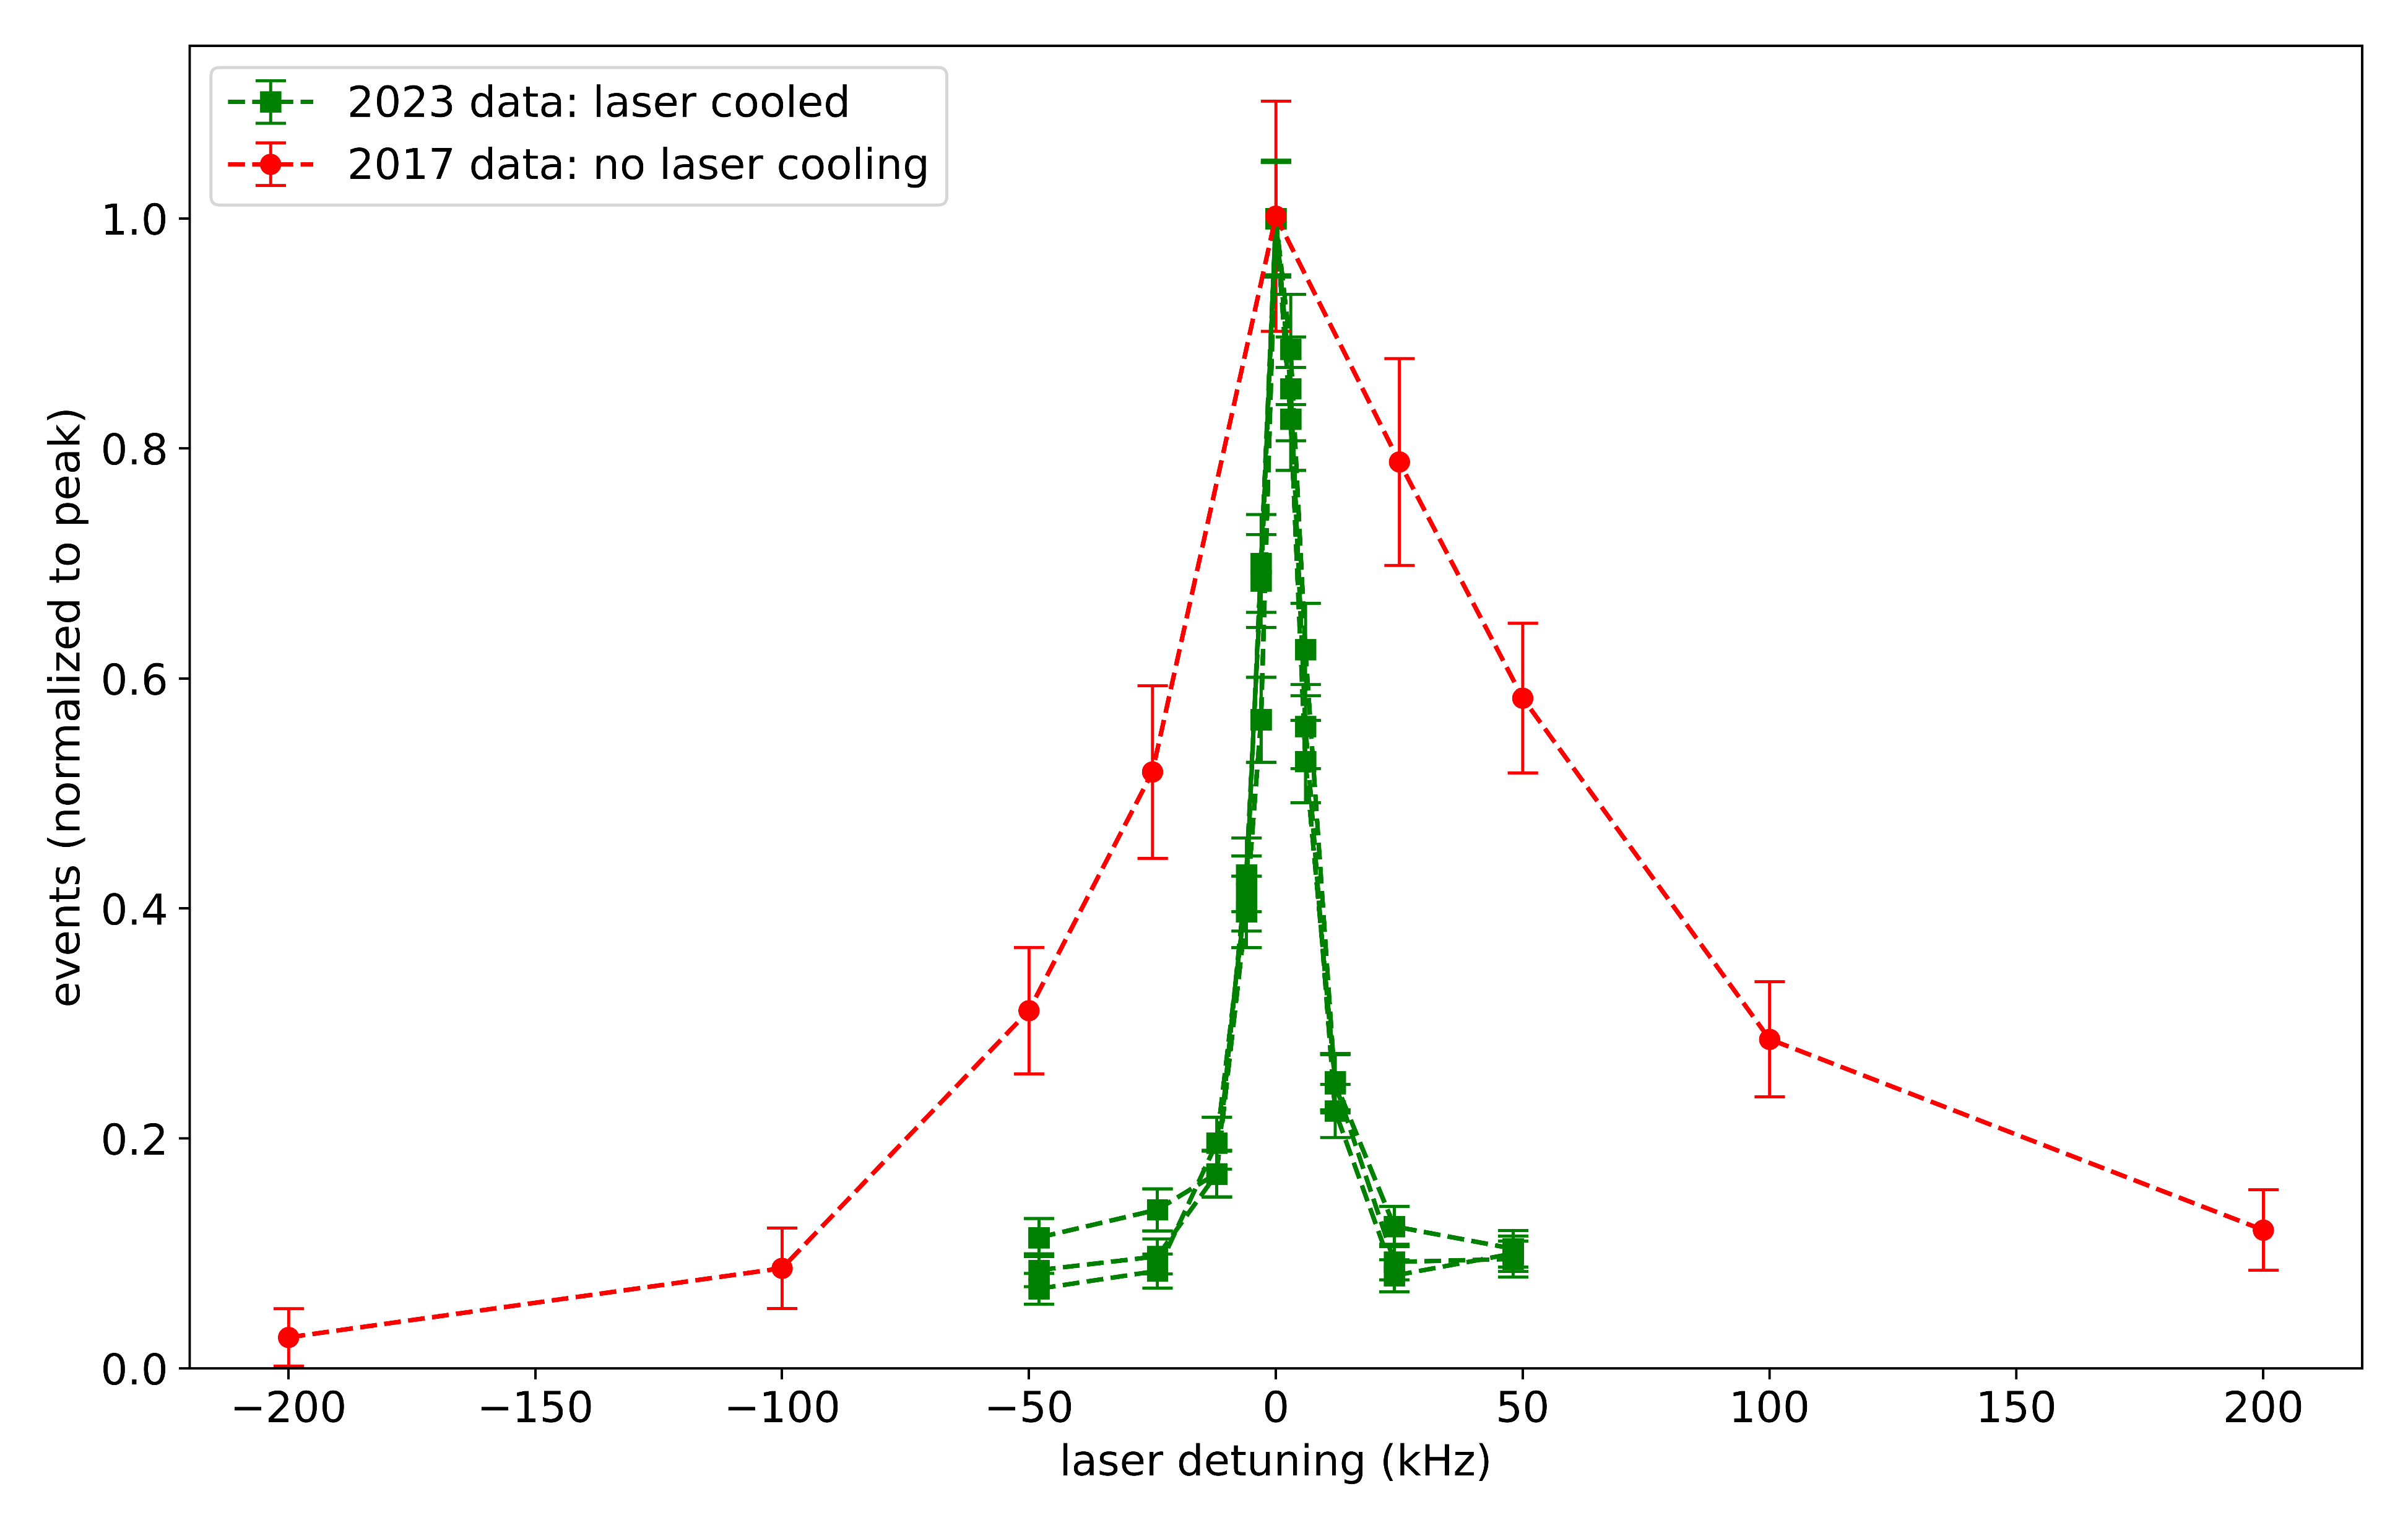 2023 data: laser cooled
2017 data: no laser cooling
events (normalized to peak)
1.0
0.8
0.6
0.4
0.2
0.0
−200 −150 −100 −50 0 50 100 150 200
laser detuning (kHz)